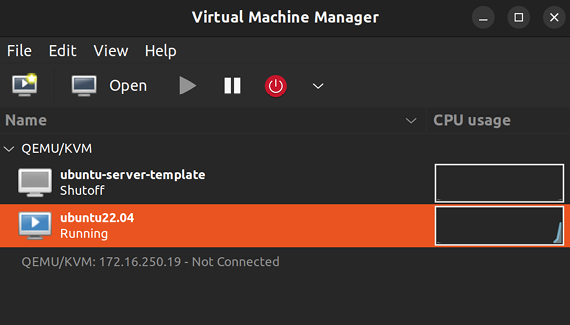 Virtual Machine Manager
File Edit View Help
Open
Name CPU usage
QEMU/KVM
ubuntu-server-template
Shutoff
ubuntu22.04
Running
QEMU/KVM: 172.16.250.19 - Not Connected